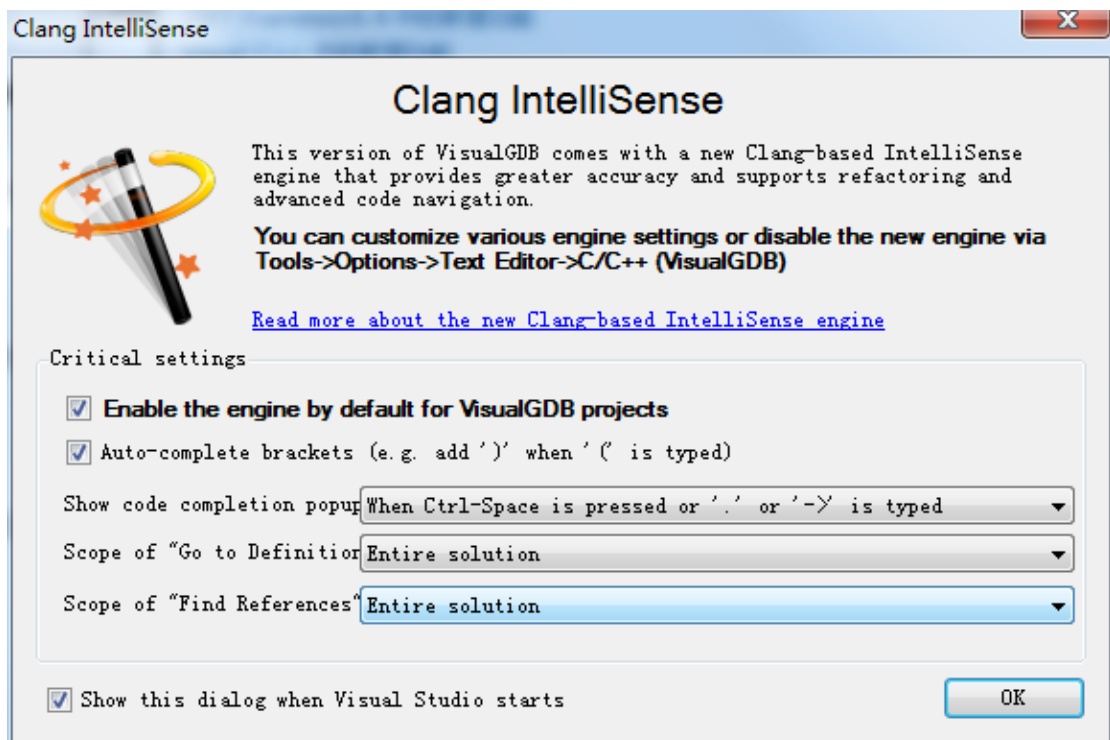 Clang IntelliSense
Clang IntelliSense
This version of VisualGDB comes with a new Clang-based IntelliSense
engine that provides greater accuracy and supports refactoring and
advanced code navigation.
You can customize various engine settings or disable the new engine via
Tools->Options->Text Editor->C/C++ (VisualGDB)
Read more about the new Clang-based IntelliSense engine
Critical settings
Enable the engine by default for VisualGDB projects
Auto-complete brackets (e.g. add ')' when '(' is typed)
Show code completion popup When Ctrl-Space is pressed or '.' or '->' is typed
Scope of "Go to Definition Entire solution
Scope of "Find References" Entire solution
Show this dialog when Visual Studio starts
OK